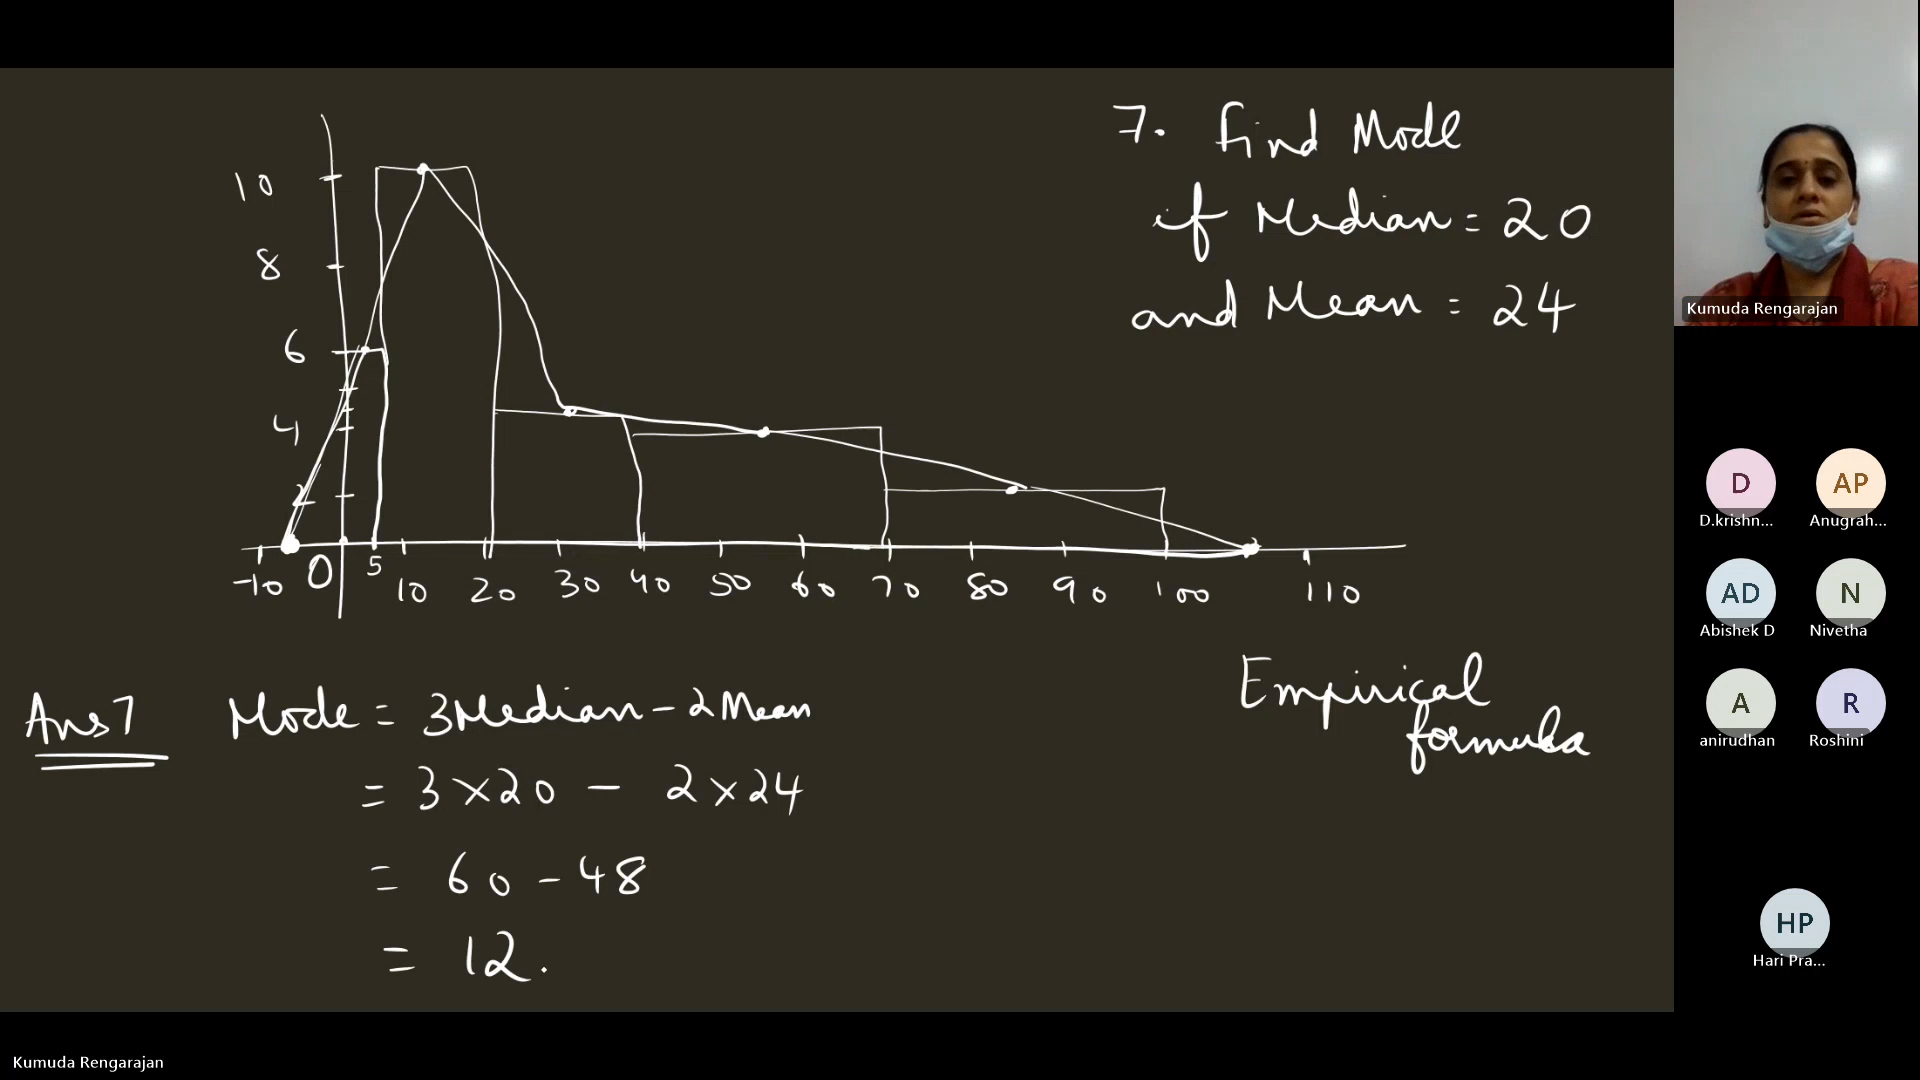 7. Find Mode
if Median = 20
and Mean = 24
10
8
6
4
2
-10 0 5 10 20 30 40 50 60 70 80 90 100 110
Empirical
formula
Ans 7 Mode = 3Median - 2Mean
= 3 × 20 - 2 × 24
= 60 - 48
= 12.
Kumuda Rengarajan
D AP
D.krishn... Anugrah...
AD N
Abishek D Nivetha
A R
anirudhan Roshini
HP
Hari Pra...
Kumuda Rengarajan